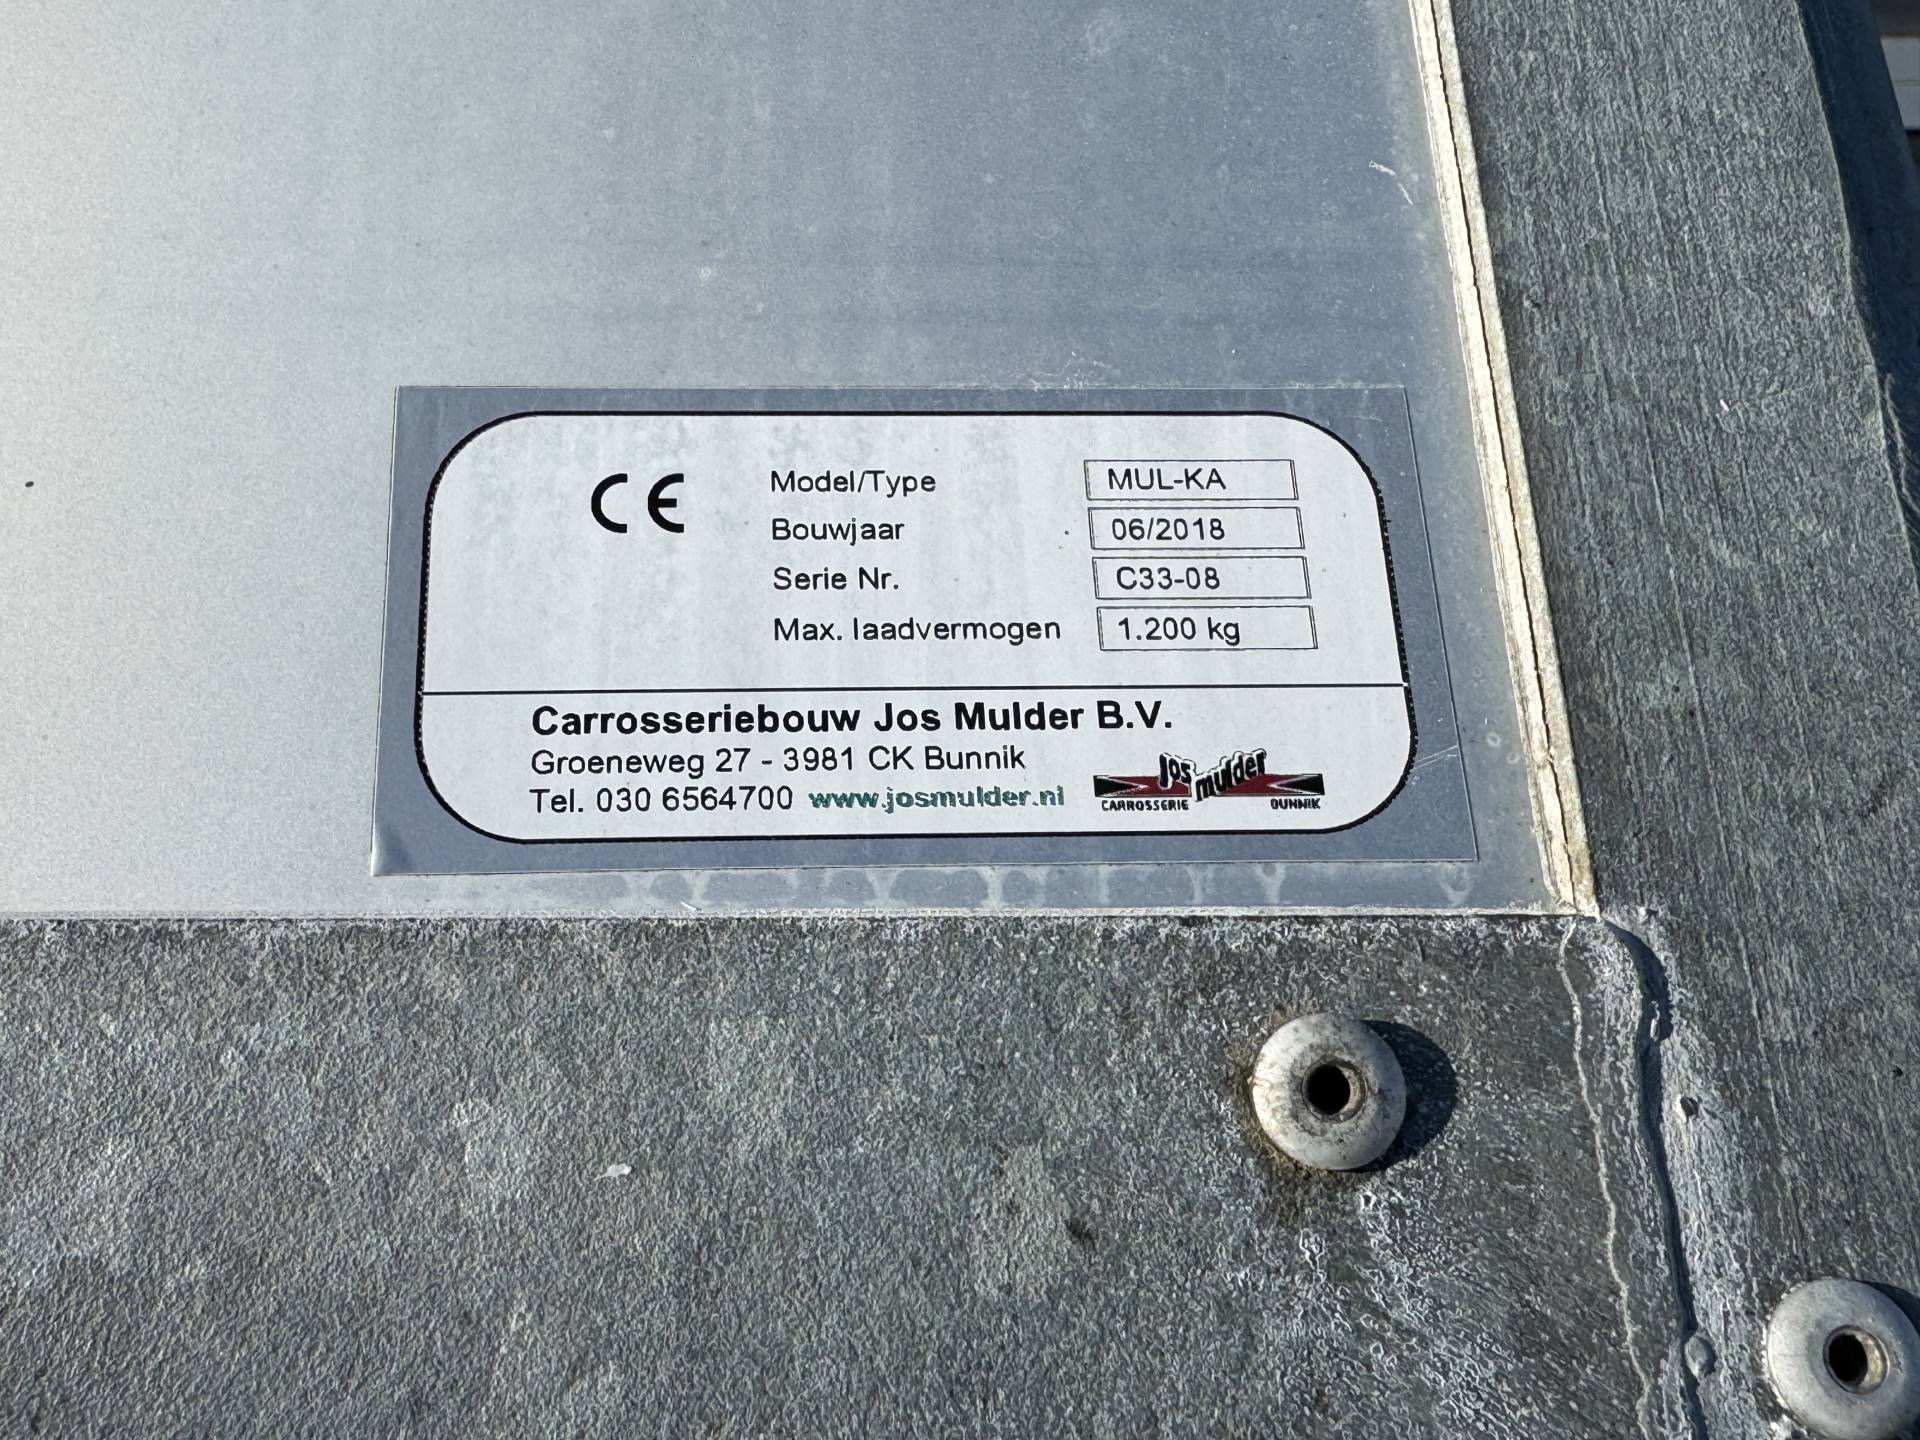 CE
Model/Type MUL-KA
Bouwjaar 06/2018
Serie Nr. C33-08
Max. laadvermogen 1.200 kg
Carrosseriebouw Jos Mulder B.V.
Groeneweg 27 - 3981 CK Bunnik
Tel. 030 6564700 www.josmulder.nl
Jos mulder
CARROSSERIE BUNNIK